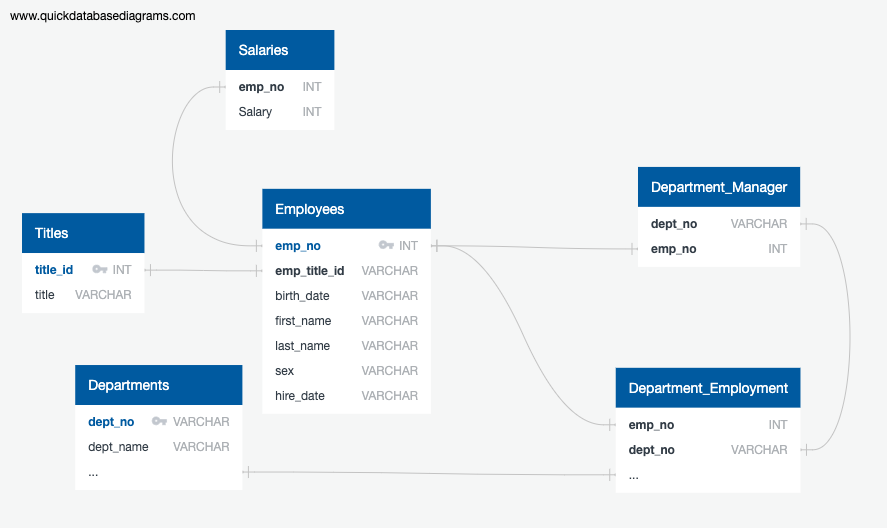 www.quickdatabasediagrams.com
Salaries
emp_no INT
Salary INT
Employees
emp_no INT
emp_title_id VARCHAR
birth_date VARCHAR
first_name VARCHAR
last_name VARCHAR
sex VARCHAR
hire_date VARCHAR
Titles
title_id INT
title VARCHAR
Departments
dept_no VARCHAR
dept_name VARCHAR
...
Department_Manager
dept_no VARCHAR
emp_no INT
Department_Employment
emp_no INT
dept_no VARCHAR
...